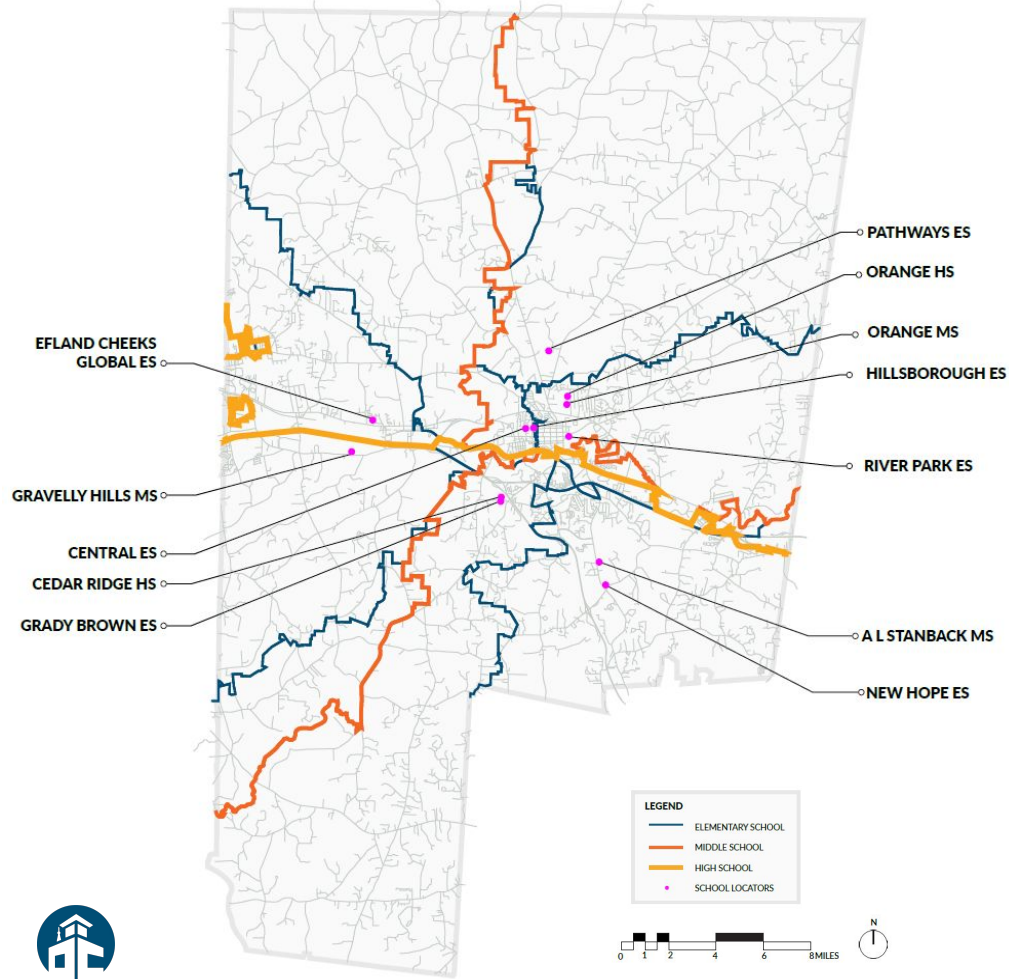 PATHWAYS ES
ORANGE HS
ORANGE MS
EFLAND CHEEKS
GLOBAL ES
HILLSBOROUGH ES
RIVER PARK ES
GRAVELLY HILLS MS
CENTRAL ES
CEDAR RIDGE HS
GRADY BROWN ES
A L STANBACK MS
NEW HOPE ES
LEGEND
ELEMENTARY SCHOOL
MIDDLE SCHOOL
HIGH SCHOOL
SCHOOL LOCATORS
N
0 1 2 4 6 8 MILES